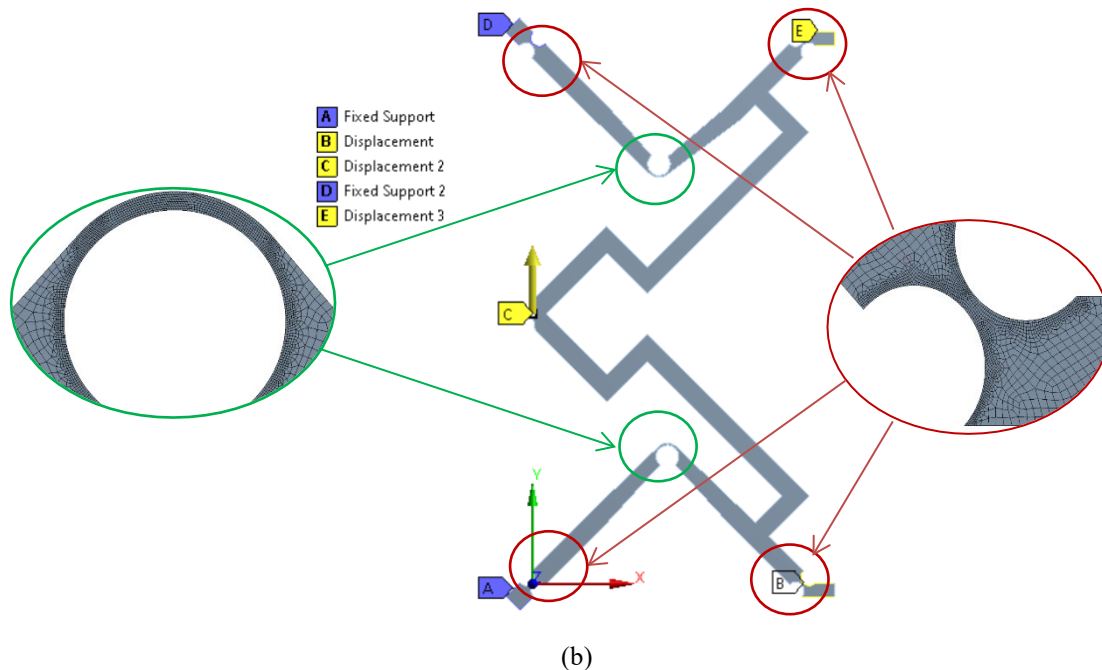 D
E
A Fixed Support
B Displacement
C Displacement 2
D Fixed Support 2
E Displacement 3
C
Y
A
Z
X
B
(b)